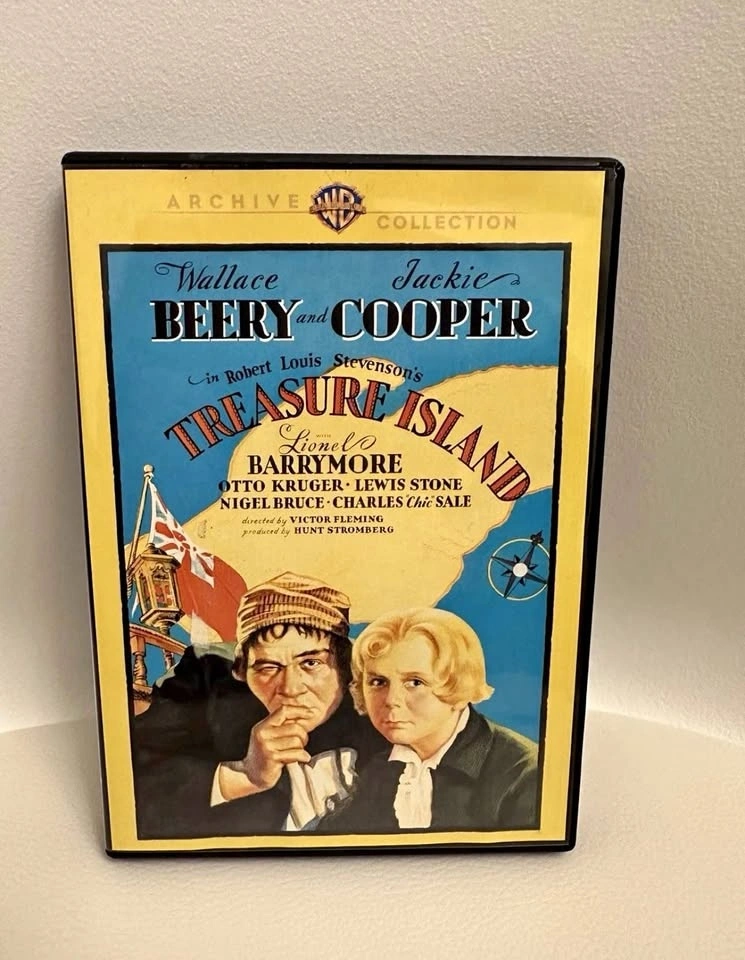 ARCHIVE WB COLLECTION
Wallace Jackie
BEERY and COOPER
in Robert Louis Stevenson's
TREASURE ISLAND
WITH
Lionel
BARRYMORE
OTTO KRUGER · LEWIS STONE
NIGEL BRUCE · CHARLES "Chic" SALE
directed by VICTOR FLEMING
produced by HUNT STROMBERG